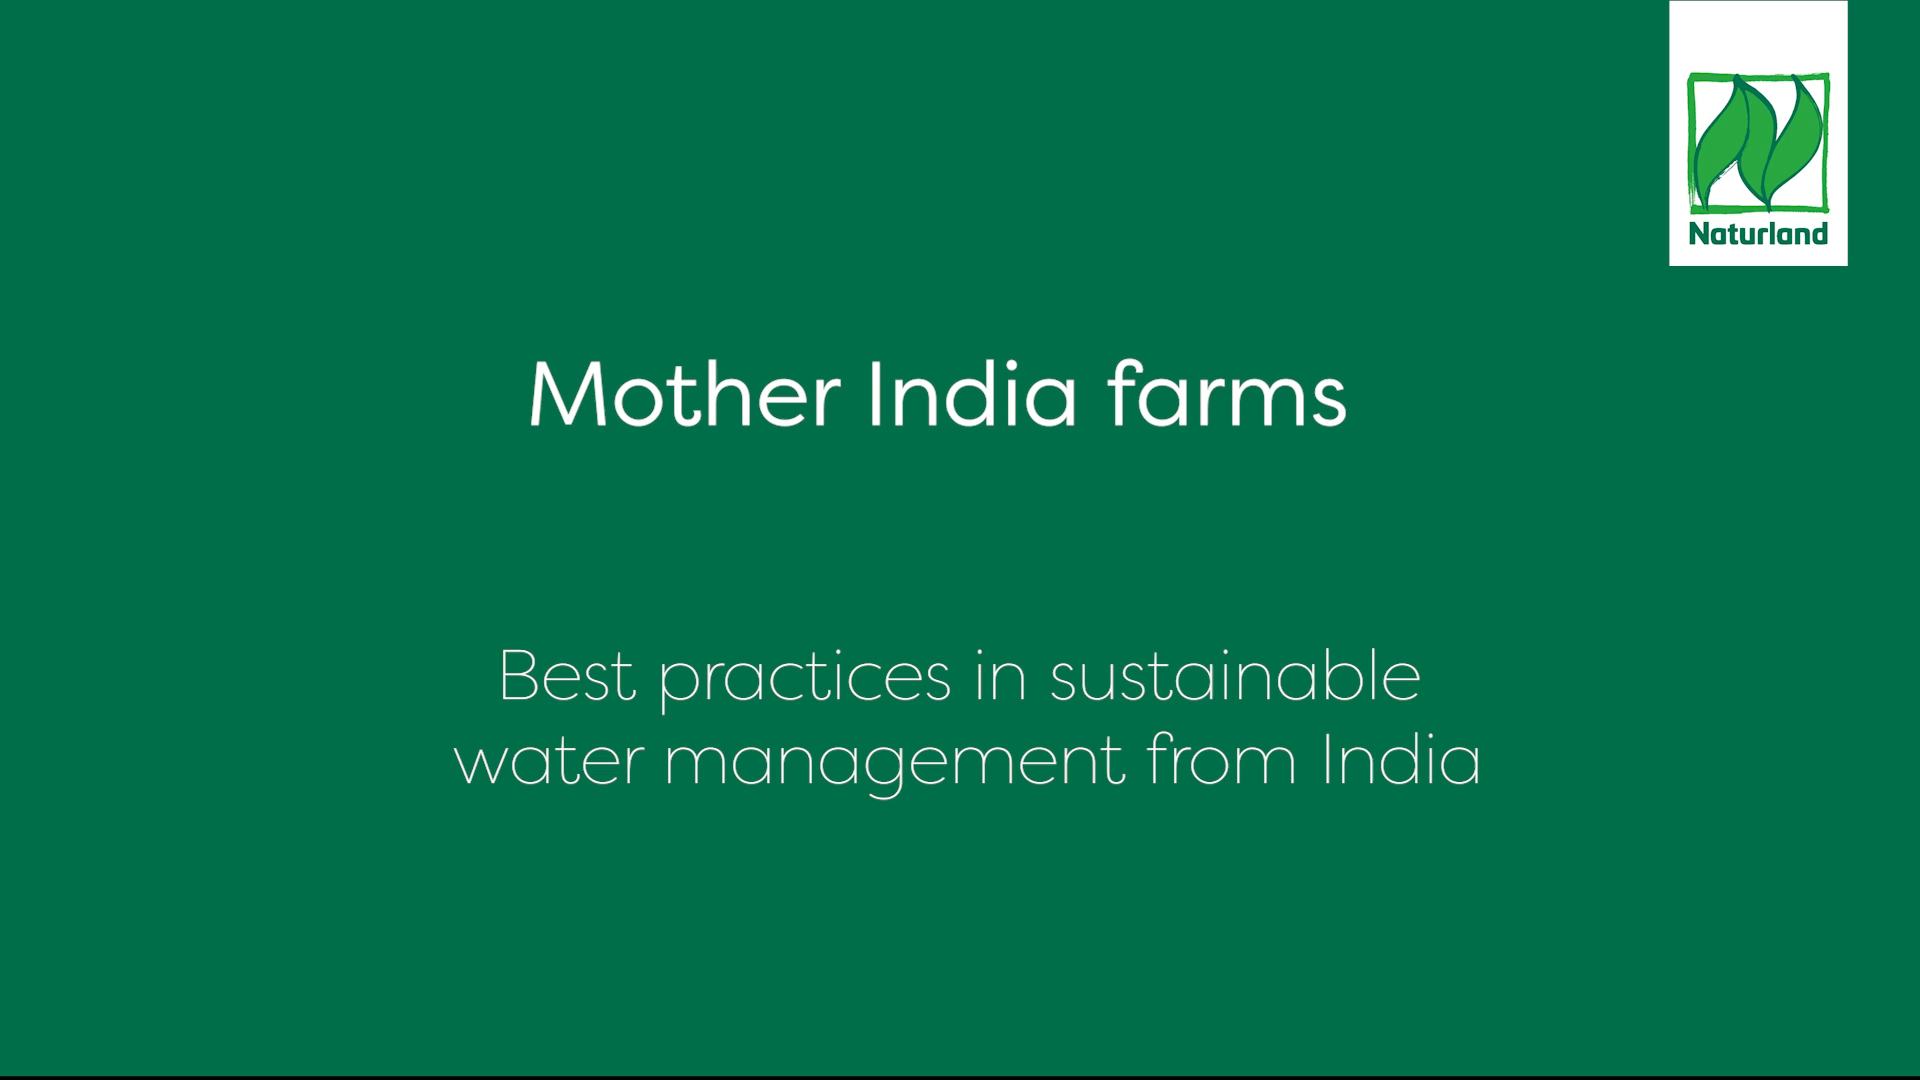 Naturland
Mother India farms
Best practices in sustainable
water management from India